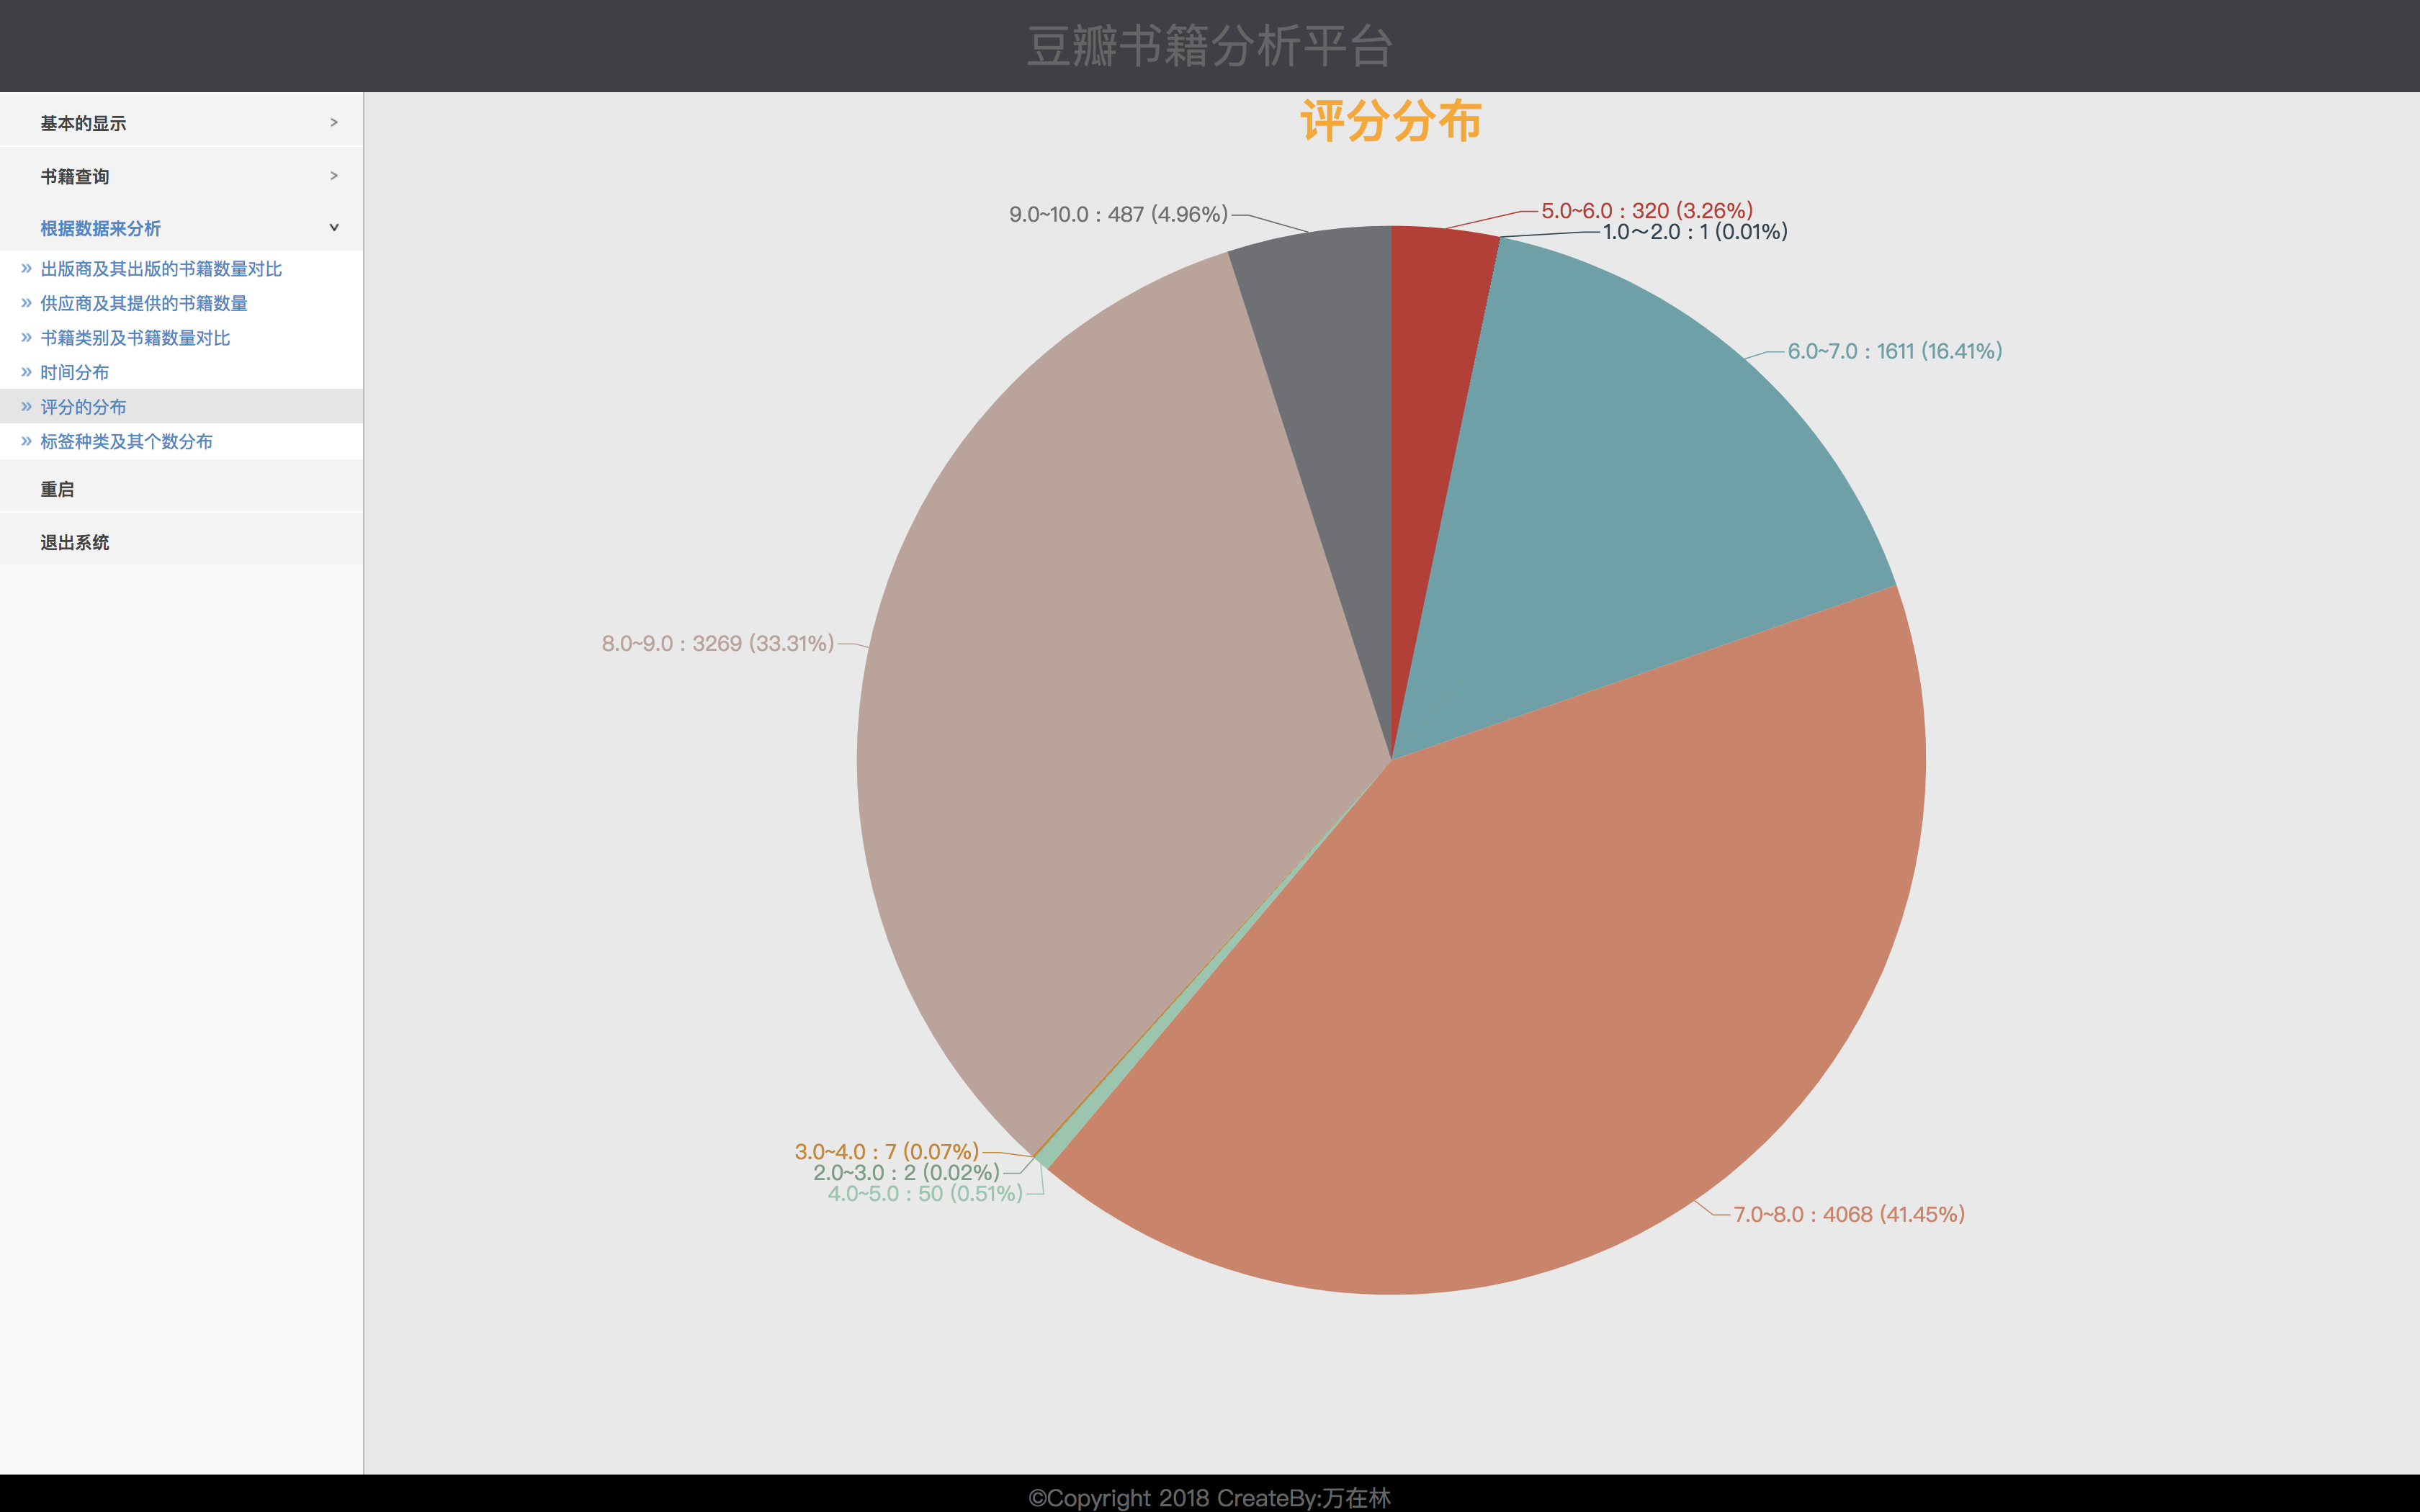 豆瓣书籍分析平台
基本的显示 >
书籍查询 >
根据数据来分析
» 出版商及其出版的书籍数量对比
» 供应商及其提供的书籍数量
» 书籍类别及书籍数量对比
» 时间分布
» 评分的分布
» 标签种类及其个数分布
重启
退出系统
评分分布
9.0~10.0 : 487 (4.96%)
5.0~6.0 : 320 (3.26%)
1.0～2.0 : 1 (0.01%)
6.0~7.0 : 1611 (16.41%)
8.0~9.0 : 3269 (33.31%)
3.0~4.0 : 7 (0.07%)
2.0~3.0 : 2 (0.02%)
4.0~5.0 : 50 (0.51%)
7.0~8.0 : 4068 (41.45%)
©Copyright 2018 CreateBy:万在林